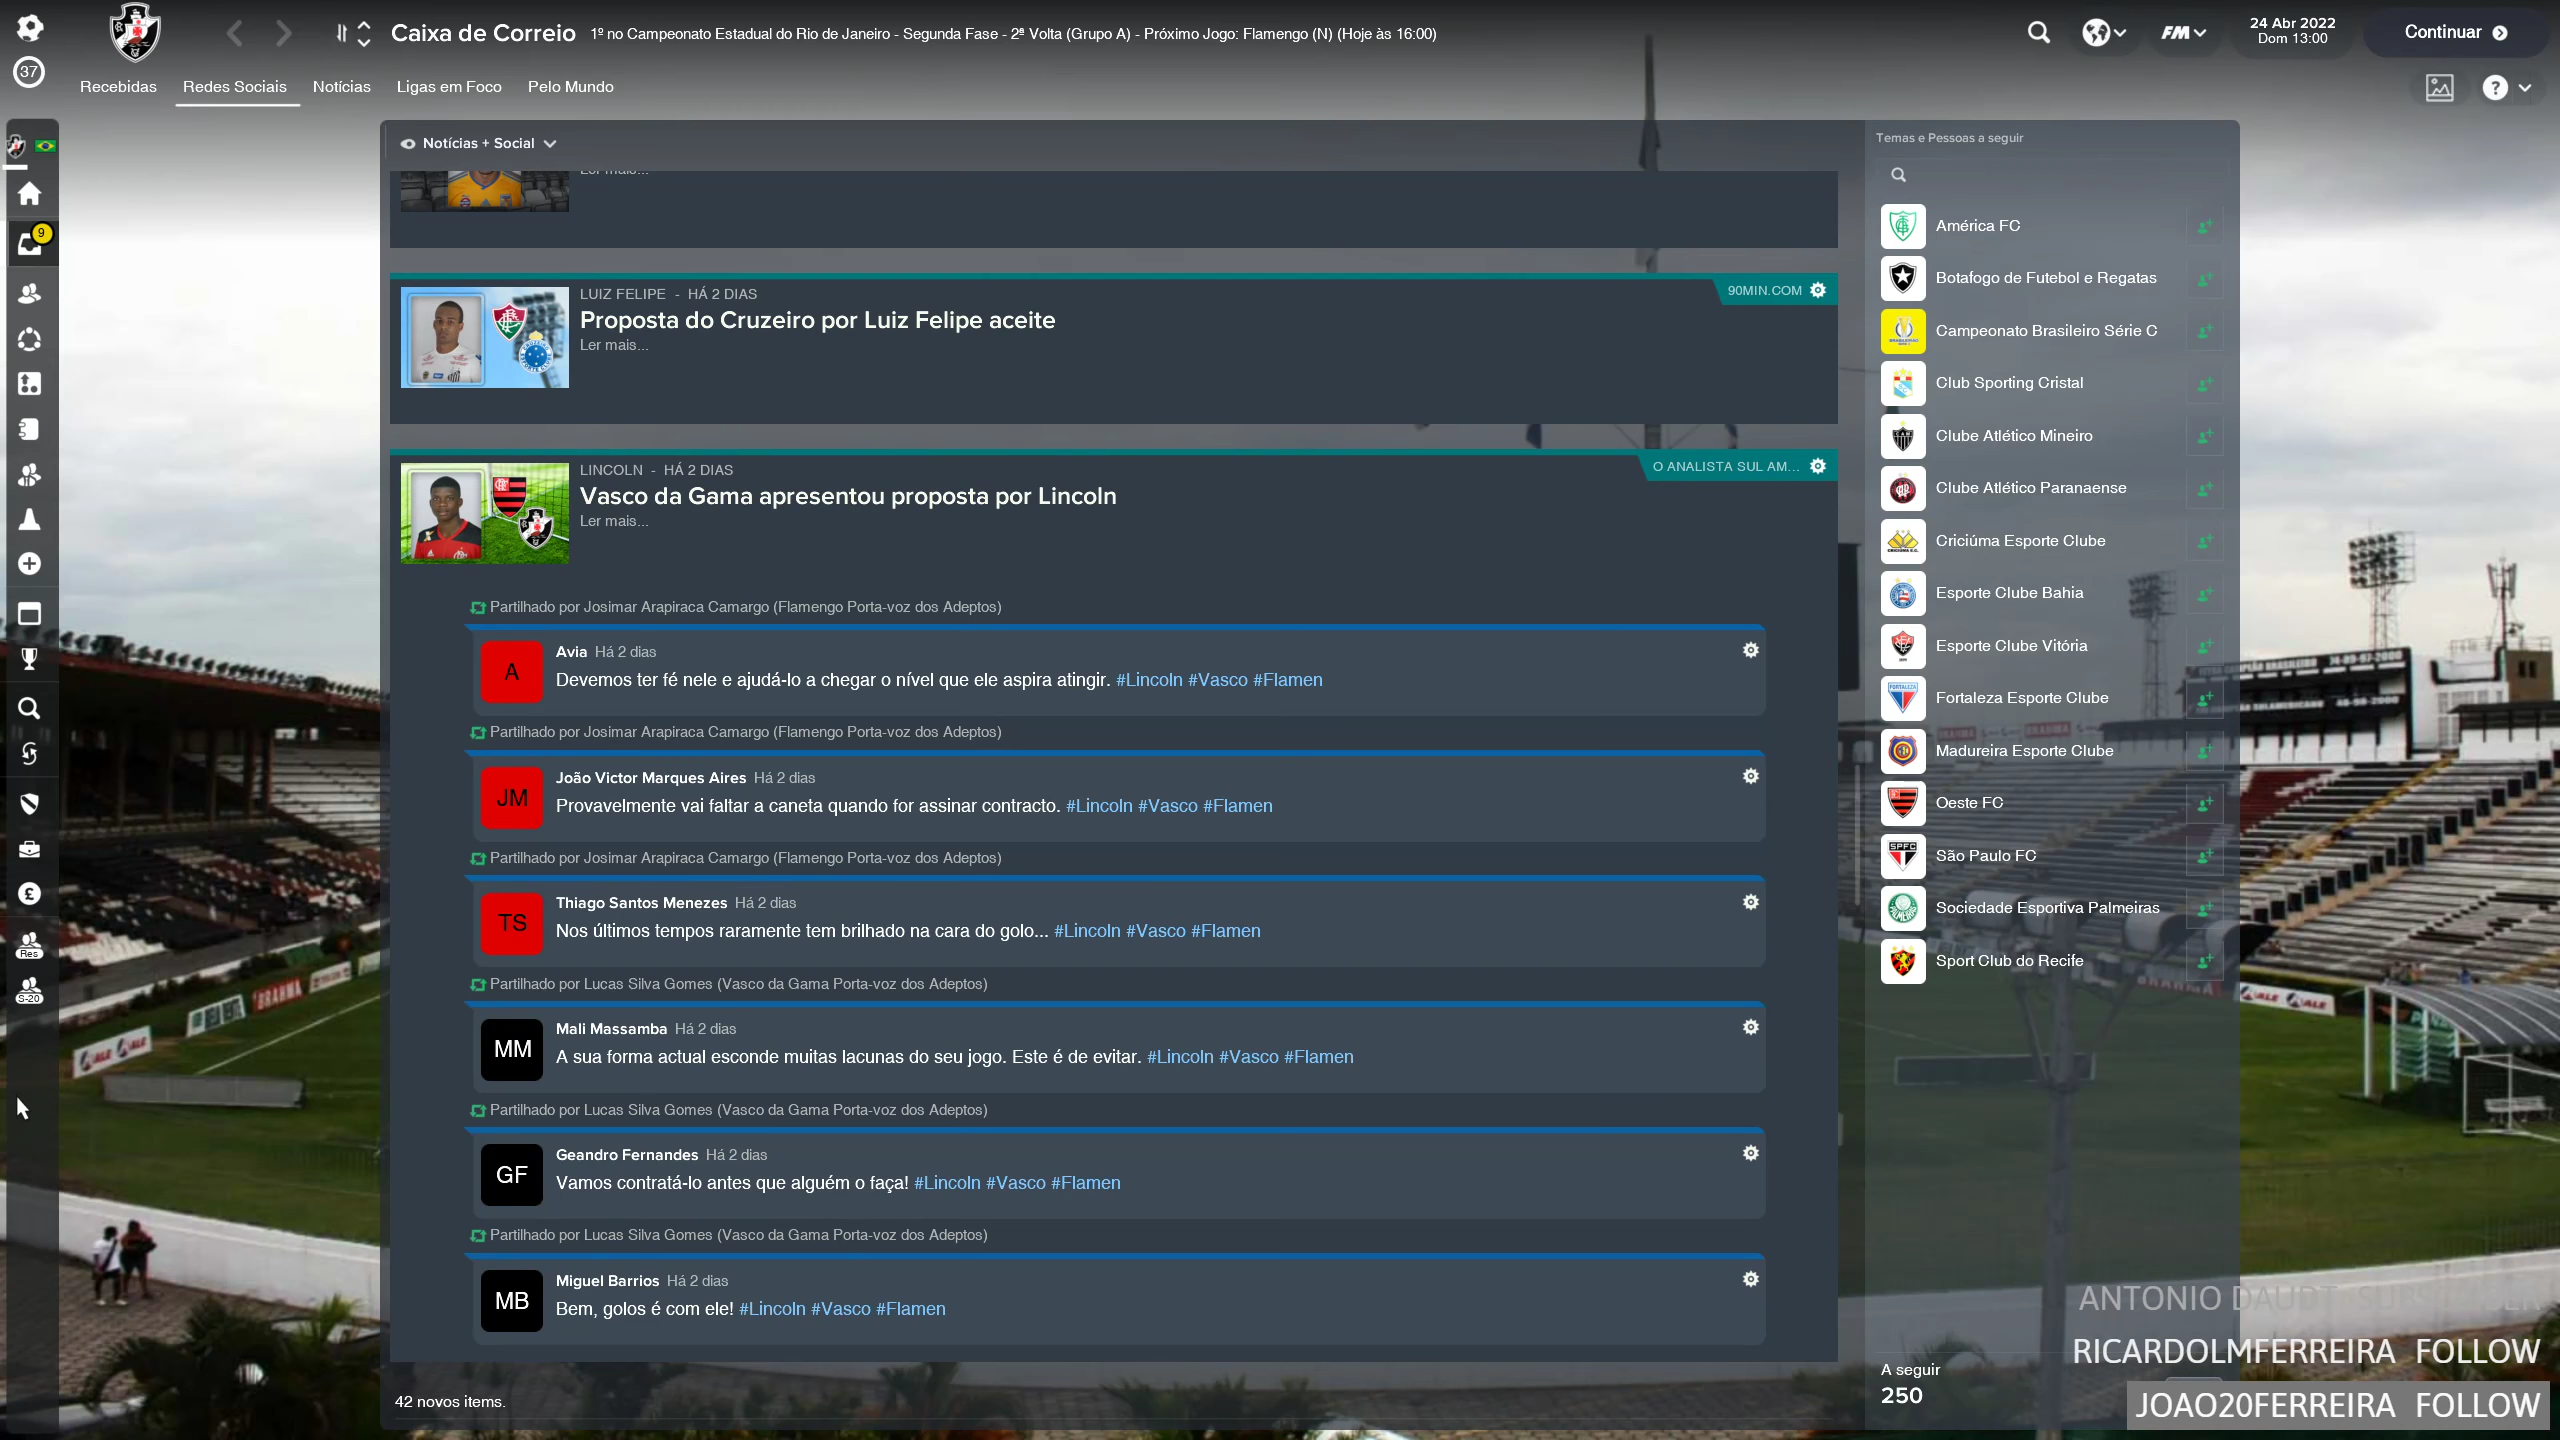 37
Caixa de Correio
1º no Campeonato Estadual do Rio de Janeiro - Segunda Fase - 2ª Volta (Grupo A) - Próximo Jogo: Flamengo (N) (Hoje às 16:00)
FM
24 Abr 2022
Dom 13:00
Continuar
Recebidas
Redes Sociais
Notícias
Ligas em Foco
Pelo Mundo
9
Res
S-20
Notícias + Social
Ler mais...
LUIZ FELIPE - HÁ 2 DIAS
90MIN.COM
Proposta do Cruzeiro por Luiz Felipe aceite
Ler mais...
LINCOLN - HÁ 2 DIAS
O ANALISTA SUL AM...
Vasco da Gama apresentou proposta por Lincoln
Ler mais...
Partilhado por Josimar Arapiraca Camargo (Flamengo Porta-voz dos Adeptos)
A
Avia Há 2 dias
Devemos ter fé nele e ajudá-lo a chegar o nível que ele aspira atingir. #Lincoln #Vasco #Flamen
Partilhado por Josimar Arapiraca Camargo (Flamengo Porta-voz dos Adeptos)
JM
João Victor Marques Aires Há 2 dias
Provavelmente vai faltar a caneta quando for assinar contracto. #Lincoln #Vasco #Flamen
Partilhado por Josimar Arapiraca Camargo (Flamengo Porta-voz dos Adeptos)
TS
Thiago Santos Menezes Há 2 dias
Nos últimos tempos raramente tem brilhado na cara do golo... #Lincoln #Vasco #Flamen
Partilhado por Lucas Silva Gomes (Vasco da Gama Porta-voz dos Adeptos)
MM
Mali Massamba Há 2 dias
A sua forma actual esconde muitas lacunas do seu jogo. Este é de evitar. #Lincoln #Vasco #Flamen
Partilhado por Lucas Silva Gomes (Vasco da Gama Porta-voz dos Adeptos)
GF
Geandro Fernandes Há 2 dias
Vamos contratá-lo antes que alguém o faça! #Lincoln #Vasco #Flamen
Partilhado por Lucas Silva Gomes (Vasco da Gama Porta-voz dos Adeptos)
MB
Miguel Barrios Há 2 dias
Bem, golos é com ele! #Lincoln #Vasco #Flamen
42 novos items.
Temas e Pessoas a seguir
América FC
Botafogo de Futebol e Regatas
Campeonato Brasileiro Série C
Club Sporting Cristal
Clube Atlético Mineiro
Clube Atlético Paranaense
Criciúma Esporte Clube
Esporte Clube Bahia
Esporte Clube Vitória
Fortaleza Esporte Clube
Madureira Esporte Clube
Oeste FC
São Paulo FC
Sociedade Esportiva Palmeiras
Sport Club do Recife
A seguir
250
ANTONIO DAUDT
RICARDOLMFERREIRA FOLLOW
JOAO20FERREIRA FOLLOW